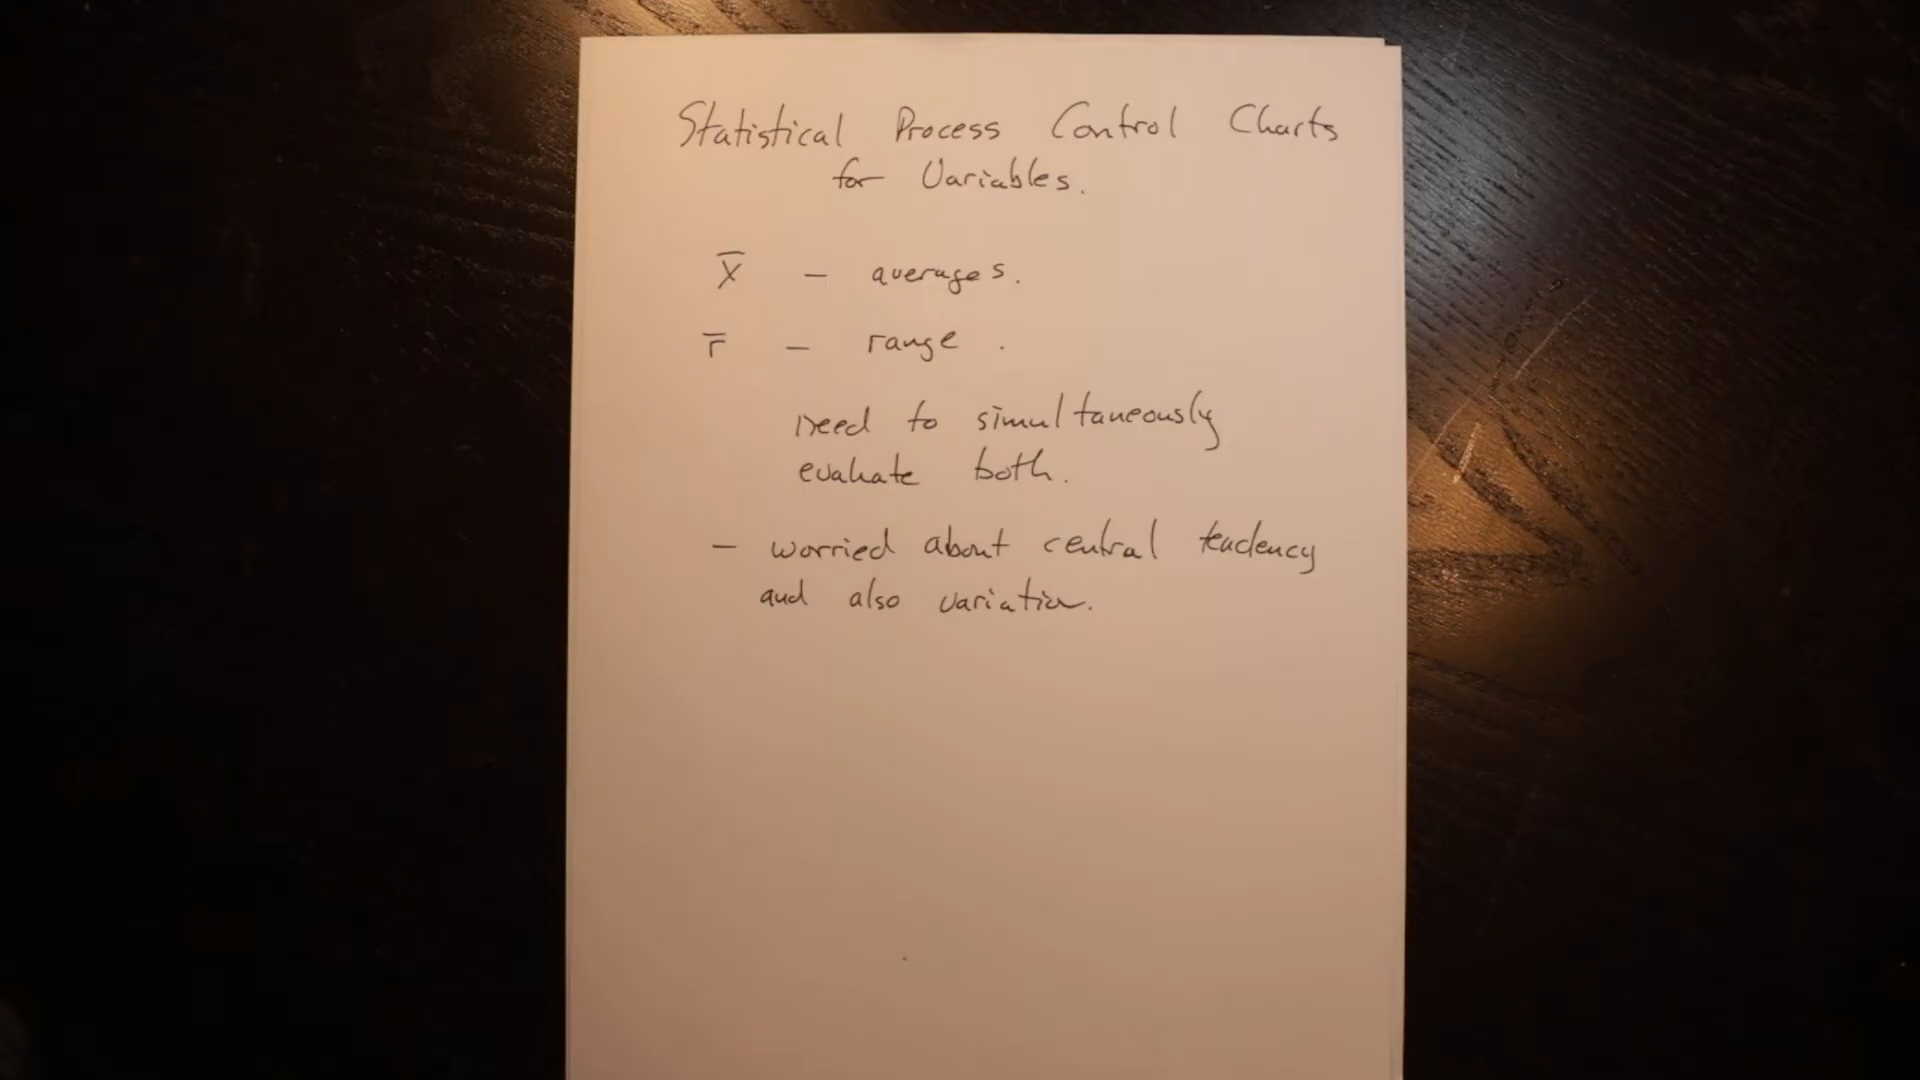 Statistical Process Control Charts
for Variables.
X̅ – averages.
r̅ – range.
need to simultaneously
evaluate both.
– worried about central tendency
and also variation.